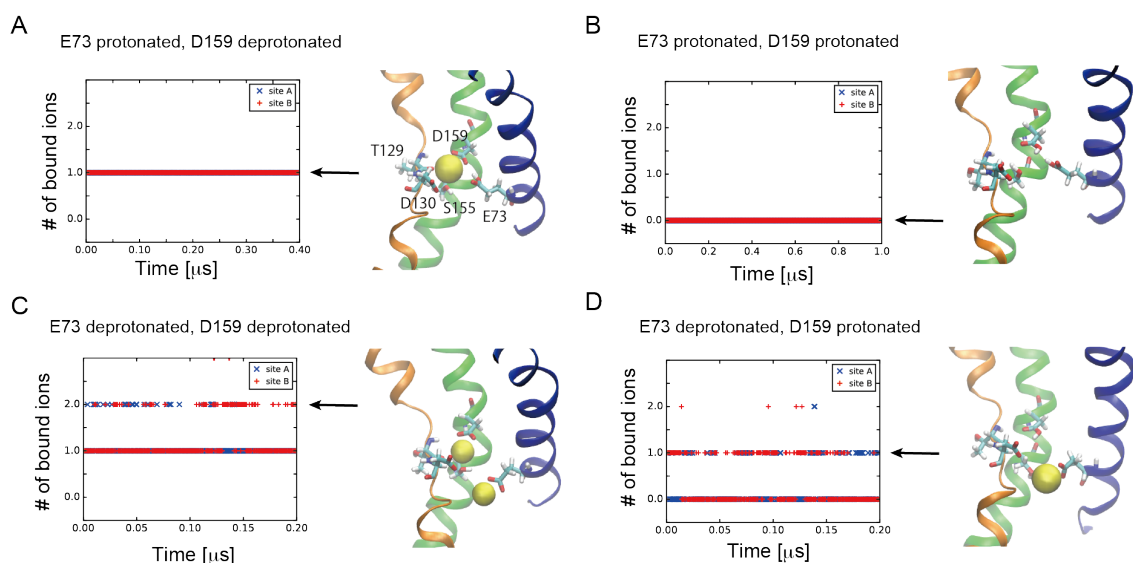 A
E73 protonated, D159 deprotonated
× site A
+ site B
# of bound ions
2.0
1.0
0.0
0.00 0.10 0.20 0.30 0.40
Time [μs]
D159
T129
D130
S155
E73
B
E73 protonated, D159 protonated
× site A
+ site B
# of bound ions
2.0
1.0
0.0
0.0 0.2 0.4 0.6 0.8 1.0
Time [μs]
C
E73 deprotonated, D159 deprotonated
× site A
+ site B
# of bound ions
2.0
1.0
0.0
0.00 0.05 0.10 0.15 0.20
Time [μs]
D
E73 deprotonated, D159 protonated
× site A
+ site B
# of bound ions
2.0
1.0
0.0
0.00 0.05 0.10 0.15 0.20
Time [μs]